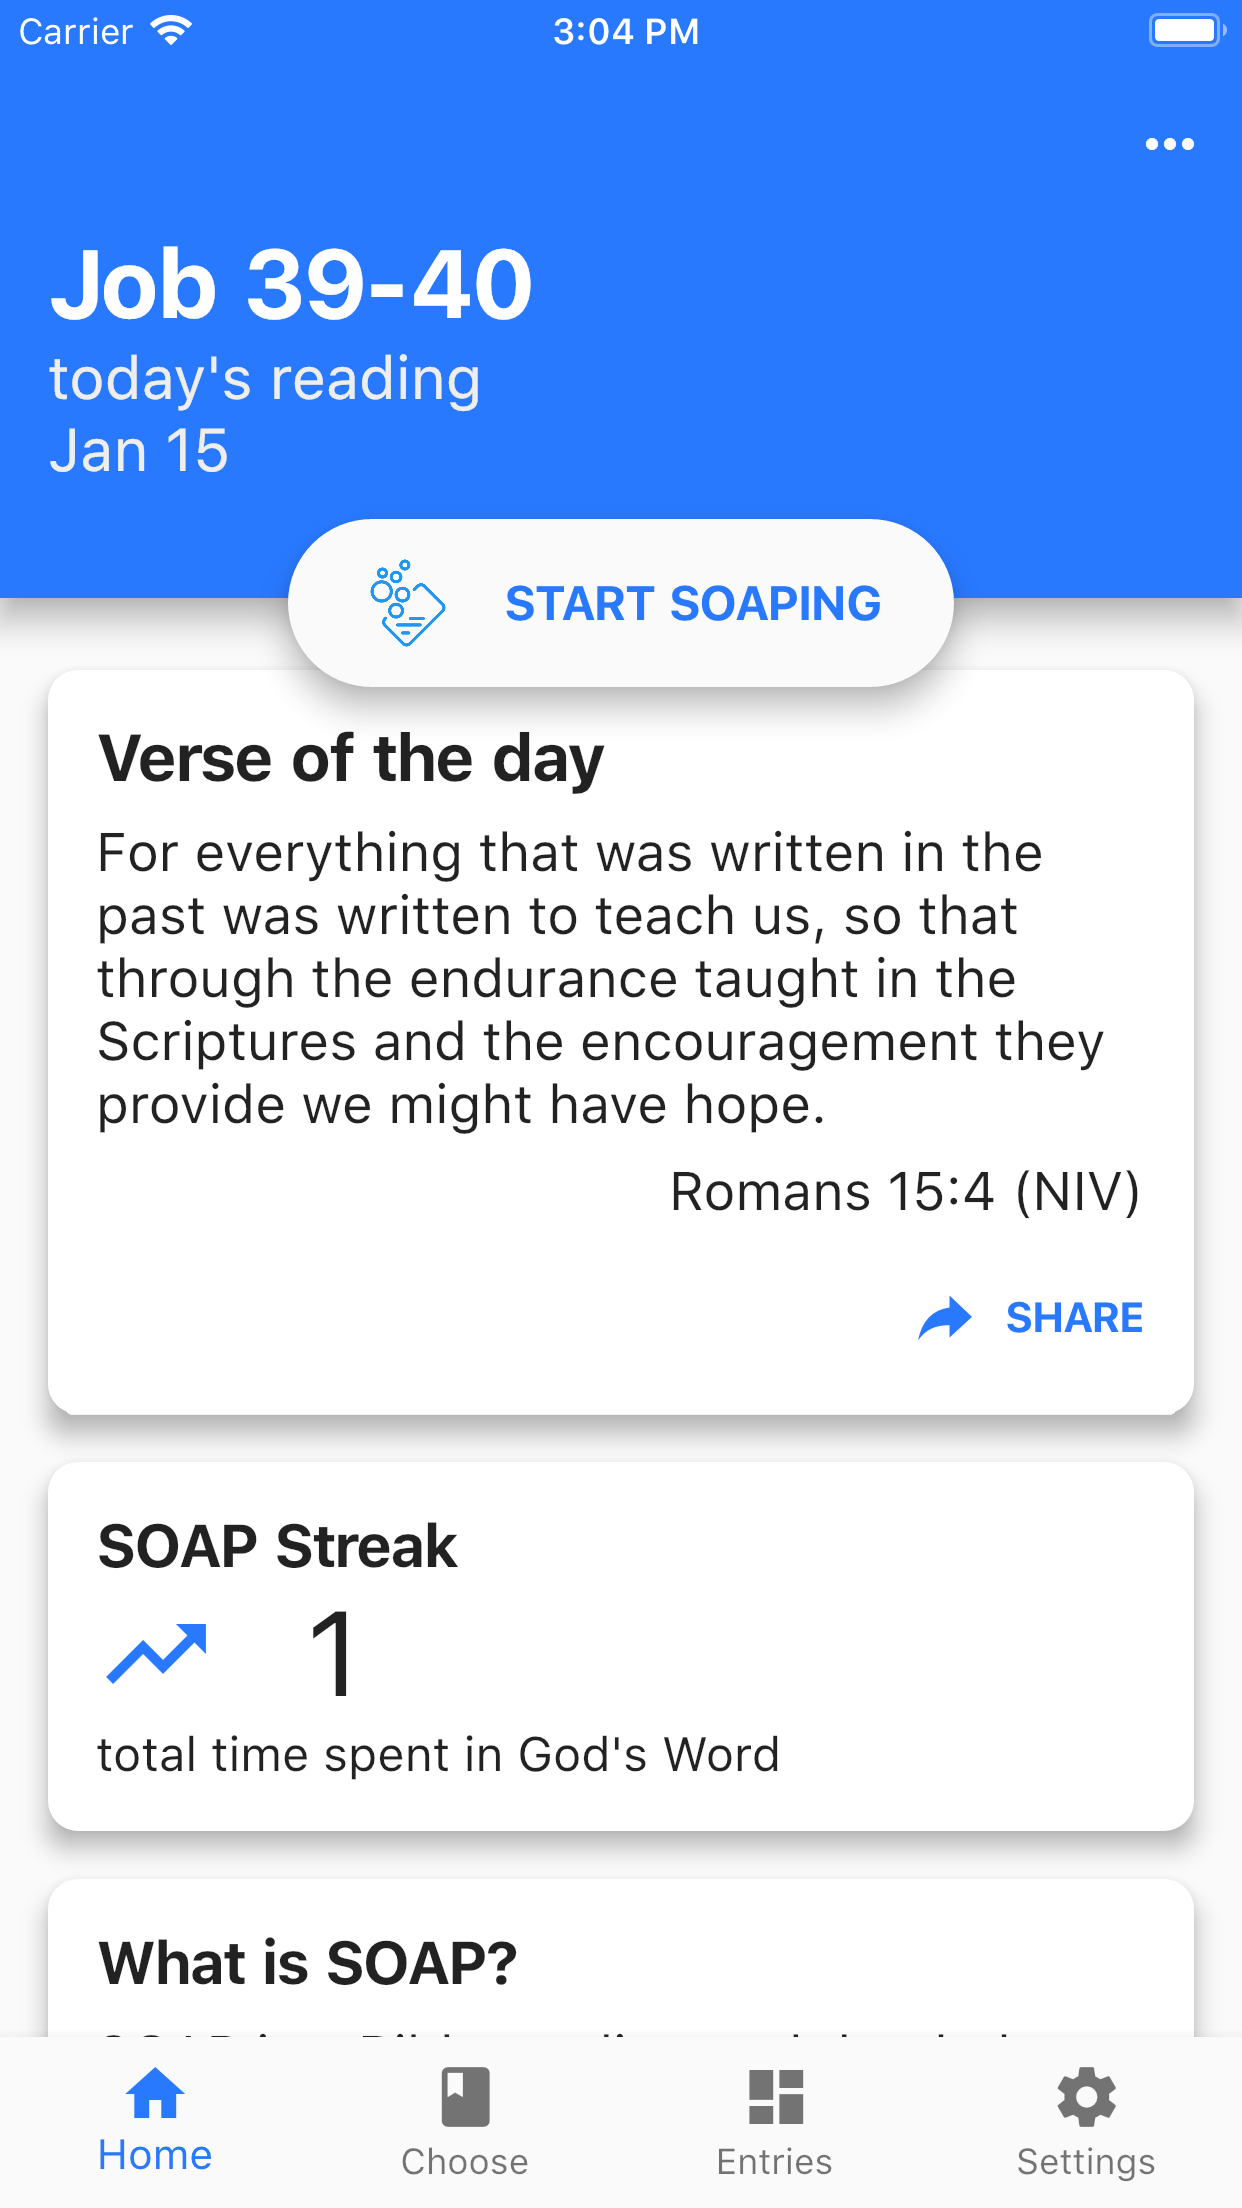 Carrier 3:04 PM
Job 39-40
today's reading
Jan 15
START SOAPING
Verse of the day
For everything that was written in the
past was written to teach us, so that
through the endurance taught in the
Scriptures and the encouragement they
provide we might have hope.
Romans 15:4 (NIV)
SHARE
SOAP Streak
1
total time spent in God's Word
What is SOAP?
Home Choose Entries Settings